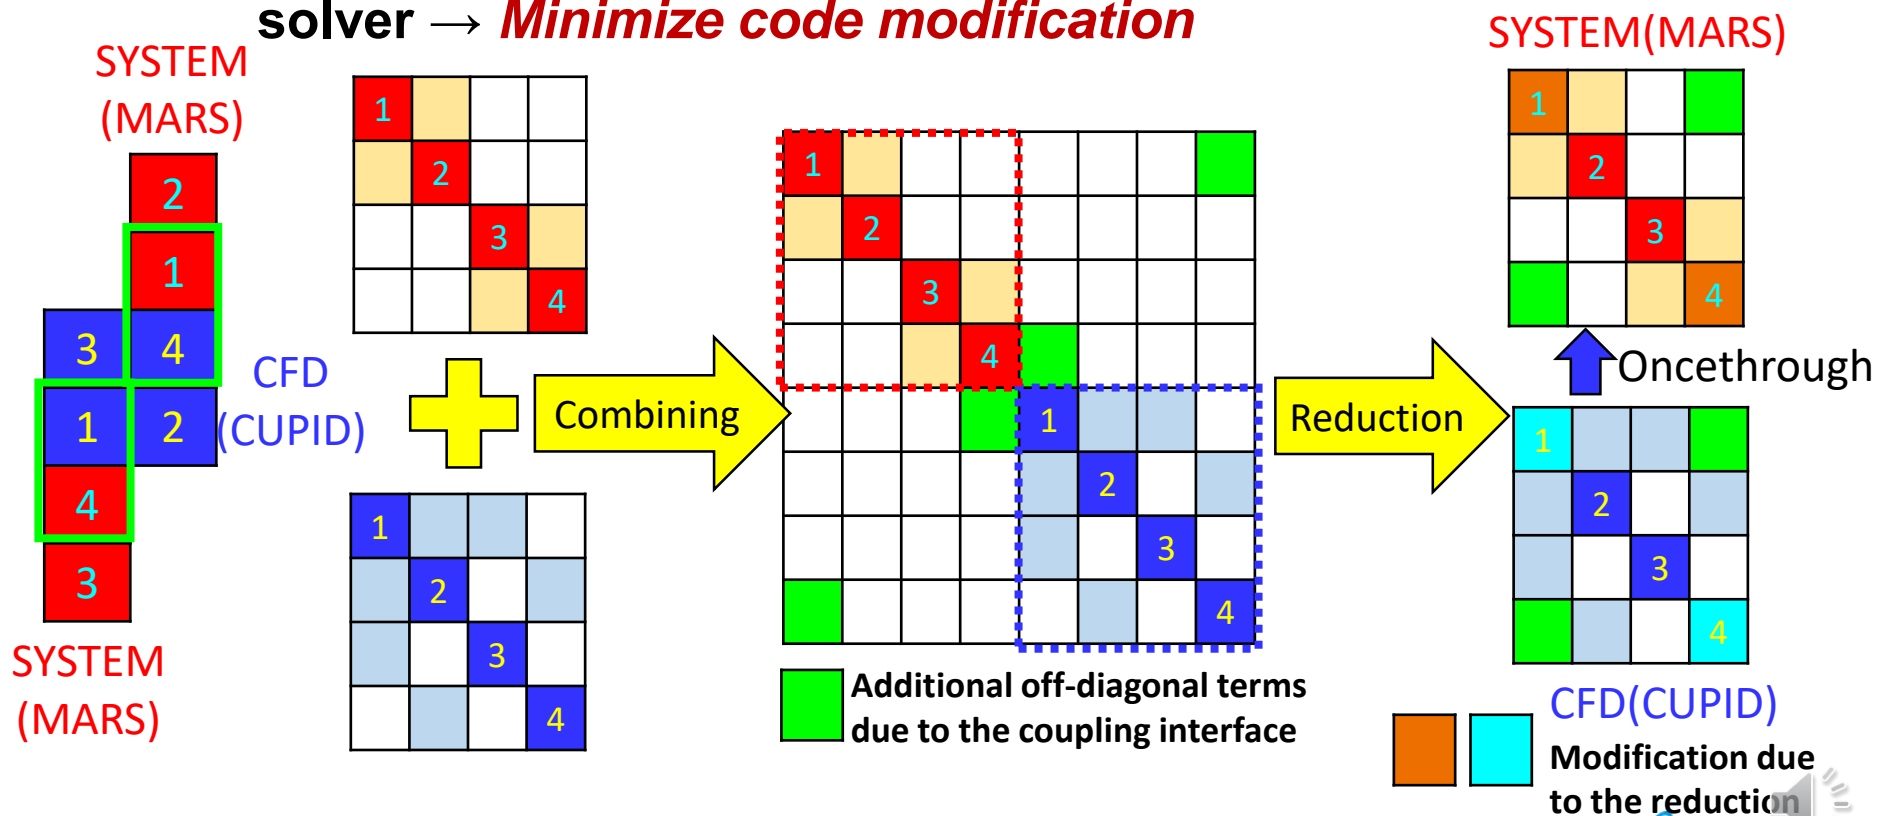 solver → Minimize code modification
SYSTEM
(MARS)
2
1
3 4
1 2
4
3
CFD
(CUPID)
SYSTEM
(MARS)
1
2
3
4
1
2
3
4
Combining
1
2
3
4
1
2
3
4
Additional off-diagonal terms
due to the coupling interface
Reduction
SYSTEM(MARS)
1
2
3
4
Oncethrough
1
2
3
4
CFD(CUPID)
Modification due
to the reduction